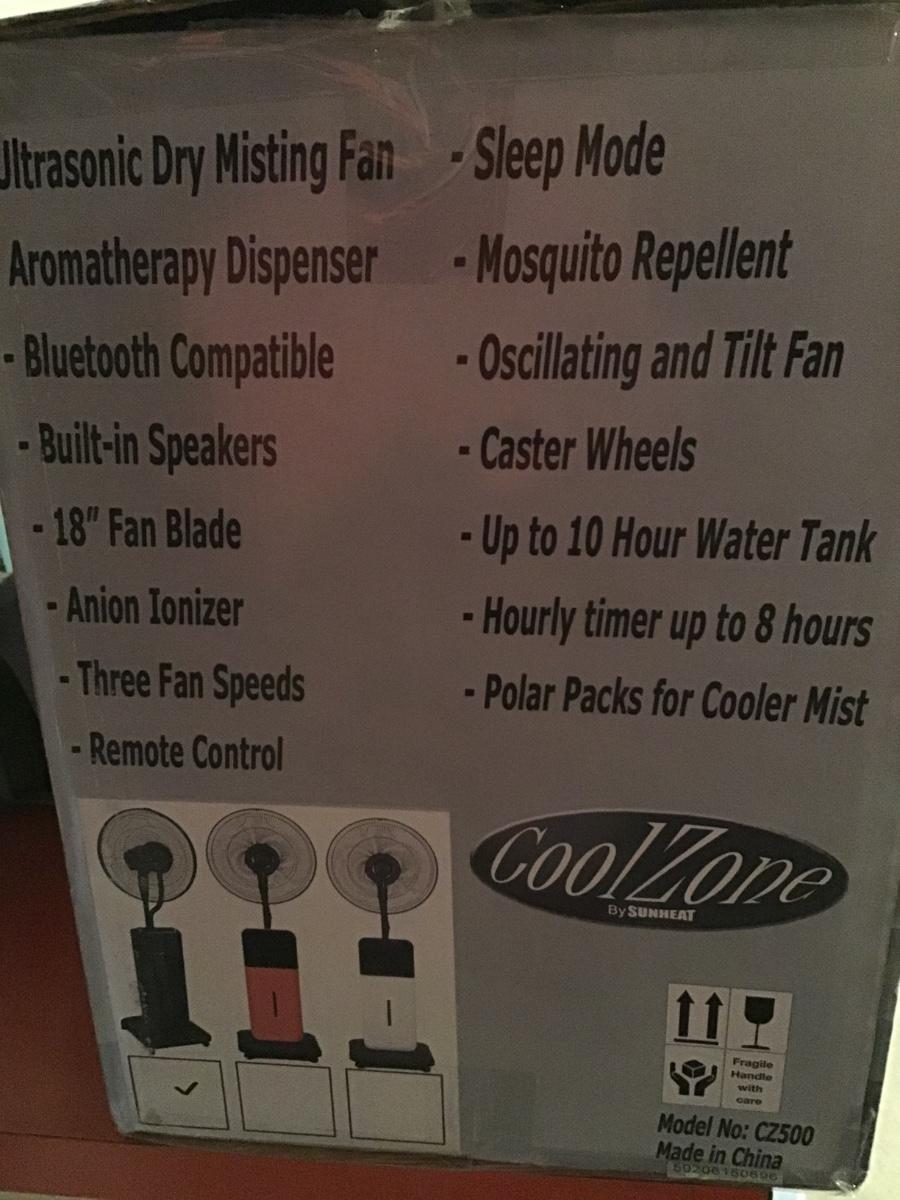 Ultrasonic Dry Misting Fan
Aromatherapy Dispenser
- Bluetooth Compatible
- Built-in Speakers
- 18" Fan Blade
- Anion Ionizer
- Three Fan Speeds
- Remote Control
- Sleep Mode
- Mosquito Repellent
- Oscillating and Tilt Fan
- Caster Wheels
- Up to 10 Hour Water Tank
- Hourly timer up to 8 hours
- Polar Packs for Cooler Mist
CoolZone
By SUNHEAT
Fragile
Handle
with
care
Model No: CZ500
Made in China